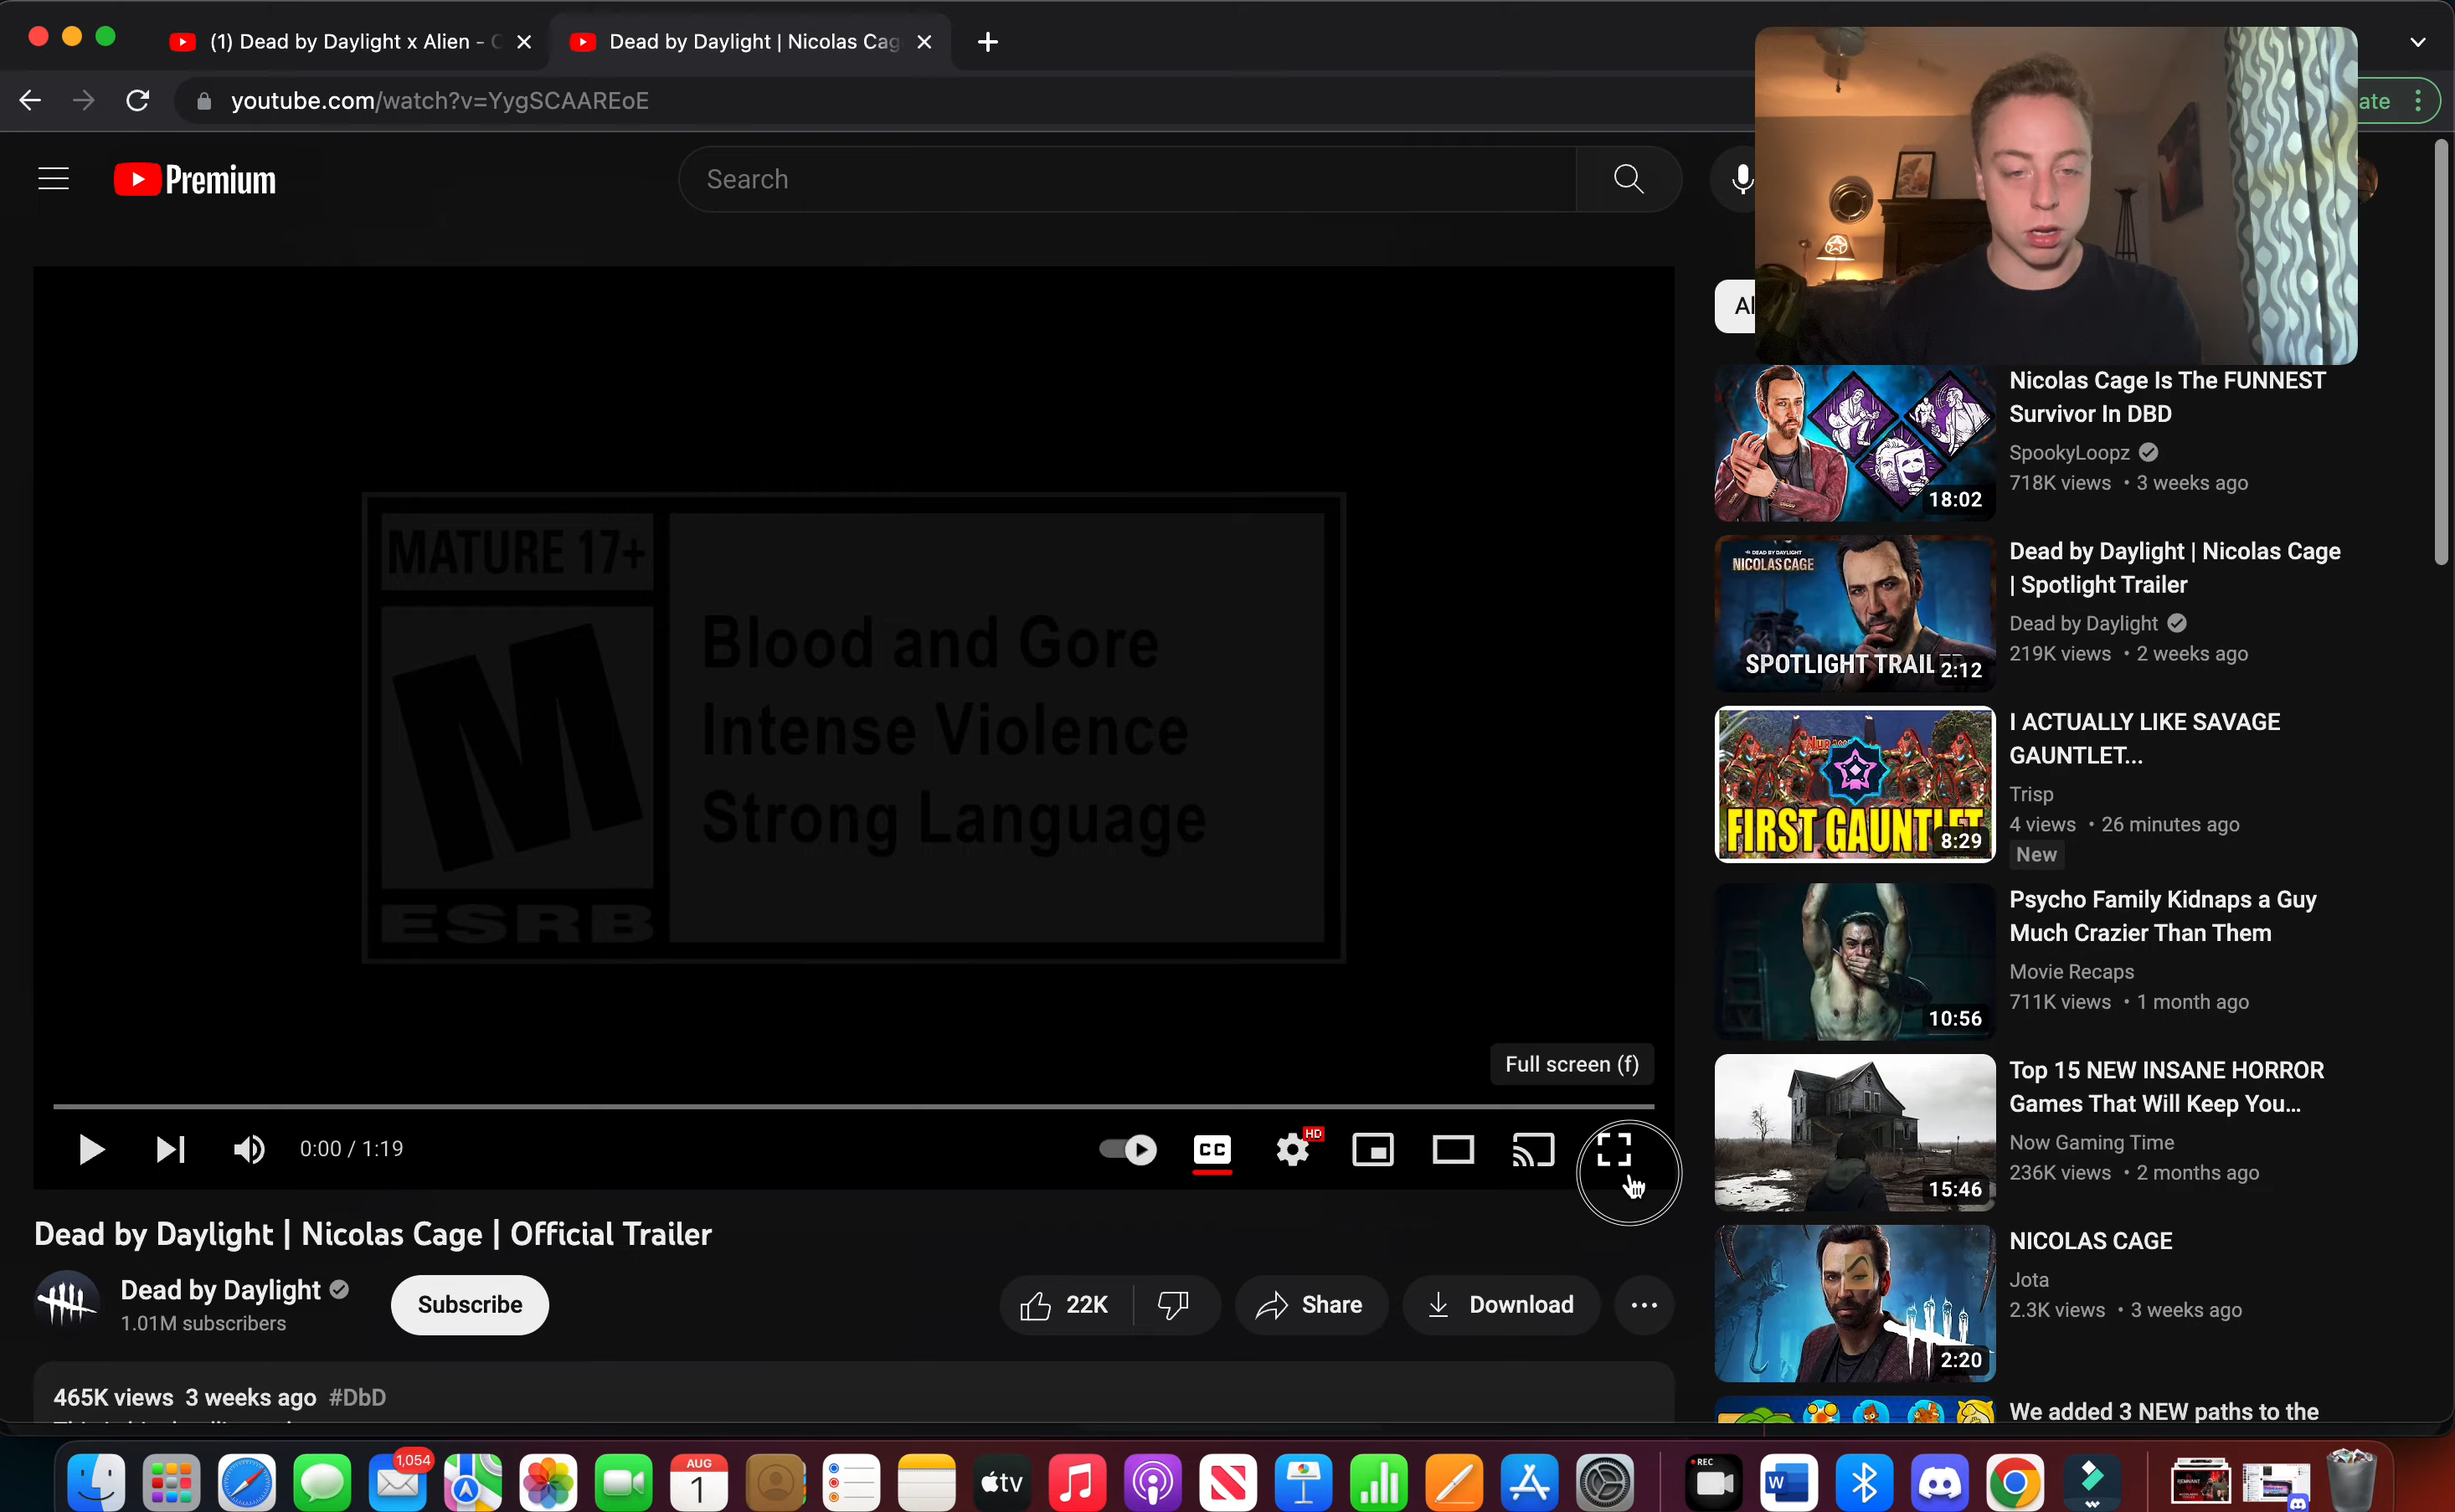 (1) Dead by Daylight x Alien -
Dead by Daylight | Nicolas Cag
youtube.com/watch?v=YygSCAAREoE
ate
Premium
Search
Al
MATURE 17+
M
ESRB
Blood and Gore
Intense Violence
Strong Language
Full screen (f)
0:00 / 1:19
CC
HD
Dead by Daylight | Nicolas Cage | Official Trailer
Dead by Daylight
1.01M subscribers
Subscribe
22K
Share
Download
465K views 3 weeks ago #DbD
18:02
Nicolas Cage Is The FUNNEST
Survivor In DBD
SpookyLoopz
718K views • 3 weeks ago
DEAD BY DAYLIGHT
NICOLAS CAGE
SPOTLIGHT TRAIL
2:12
Dead by Daylight | Nicolas Cage
| Spotlight Trailer
Dead by Daylight
219K views • 2 weeks ago
FIRST GAUNTLET
8:29
I ACTUALLY LIKE SAVAGE
GAUNTLET...
Trisp
4 views • 26 minutes ago
New
10:56
Psycho Family Kidnaps a Guy
Much Crazier Than Them
Movie Recaps
711K views • 1 month ago
15:46
Top 15 NEW INSANE HORROR
Games That Will Keep You...
Now Gaming Time
236K views • 2 months ago
2:20
NICOLAS CAGE
Jota
2.3K views • 3 weeks ago
We added 3 NEW paths to the
1,054
AUG
1
tv
REC
W